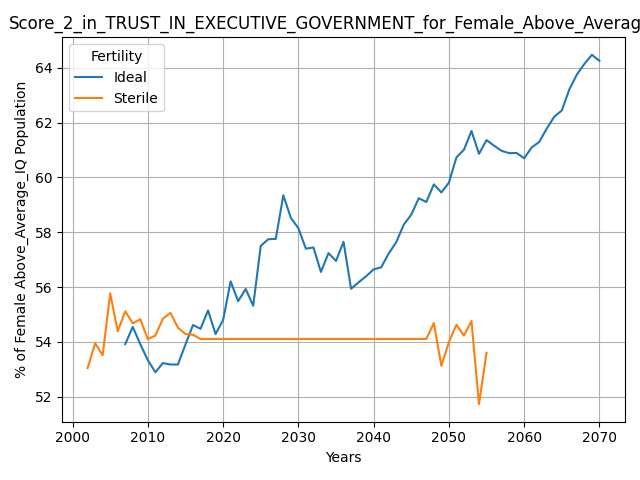 Score_2_in_TRUST_IN_EXECUTIVE_GOVERNMENT_for_Female_Above_Averag
Fertility
Ideal
Sterile
% of Female Above_Average_IQ Population
64
62
60
58
56
54
52
2000 2010 2020 2030 2040 2050 2060 2070
Years